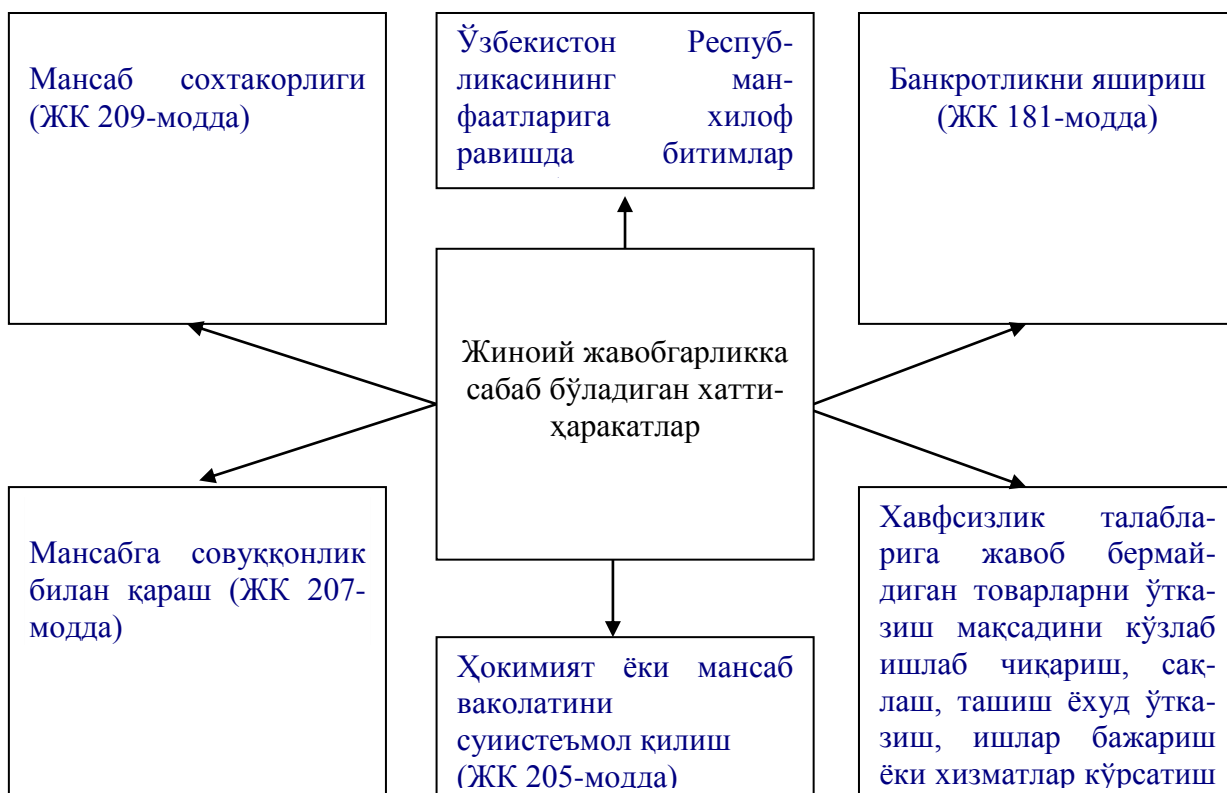 Мансаб сохтакорлиги
(ЖК 209-модда)
Ўзбекистон Респуб-
ликасининг ман-
фаатларига хилоф
равишда битимлар
Банкротликни яшириш
(ЖК 181-модда)
Жиноий жавобгарликка
сабаб бўладиган хатти-
ҳаракатлар
Мансабга совуққонлик
билан қараш (ЖК 207-
модда)
Ҳокимият ёки мансаб
ваколатини
суиистеъмол қилиш
(ЖК 205-модда)
Хавфсизлик талабла-
рига жавоб бермай-
диган товарларни ўтка-
зиш мақсадини кўзлаб
ишлаб чиқариш, сақ-
лаш, ташиш ёхуд ўтка-
зиш, ишлар бажариш
ёки хизматлар кўрсатиш